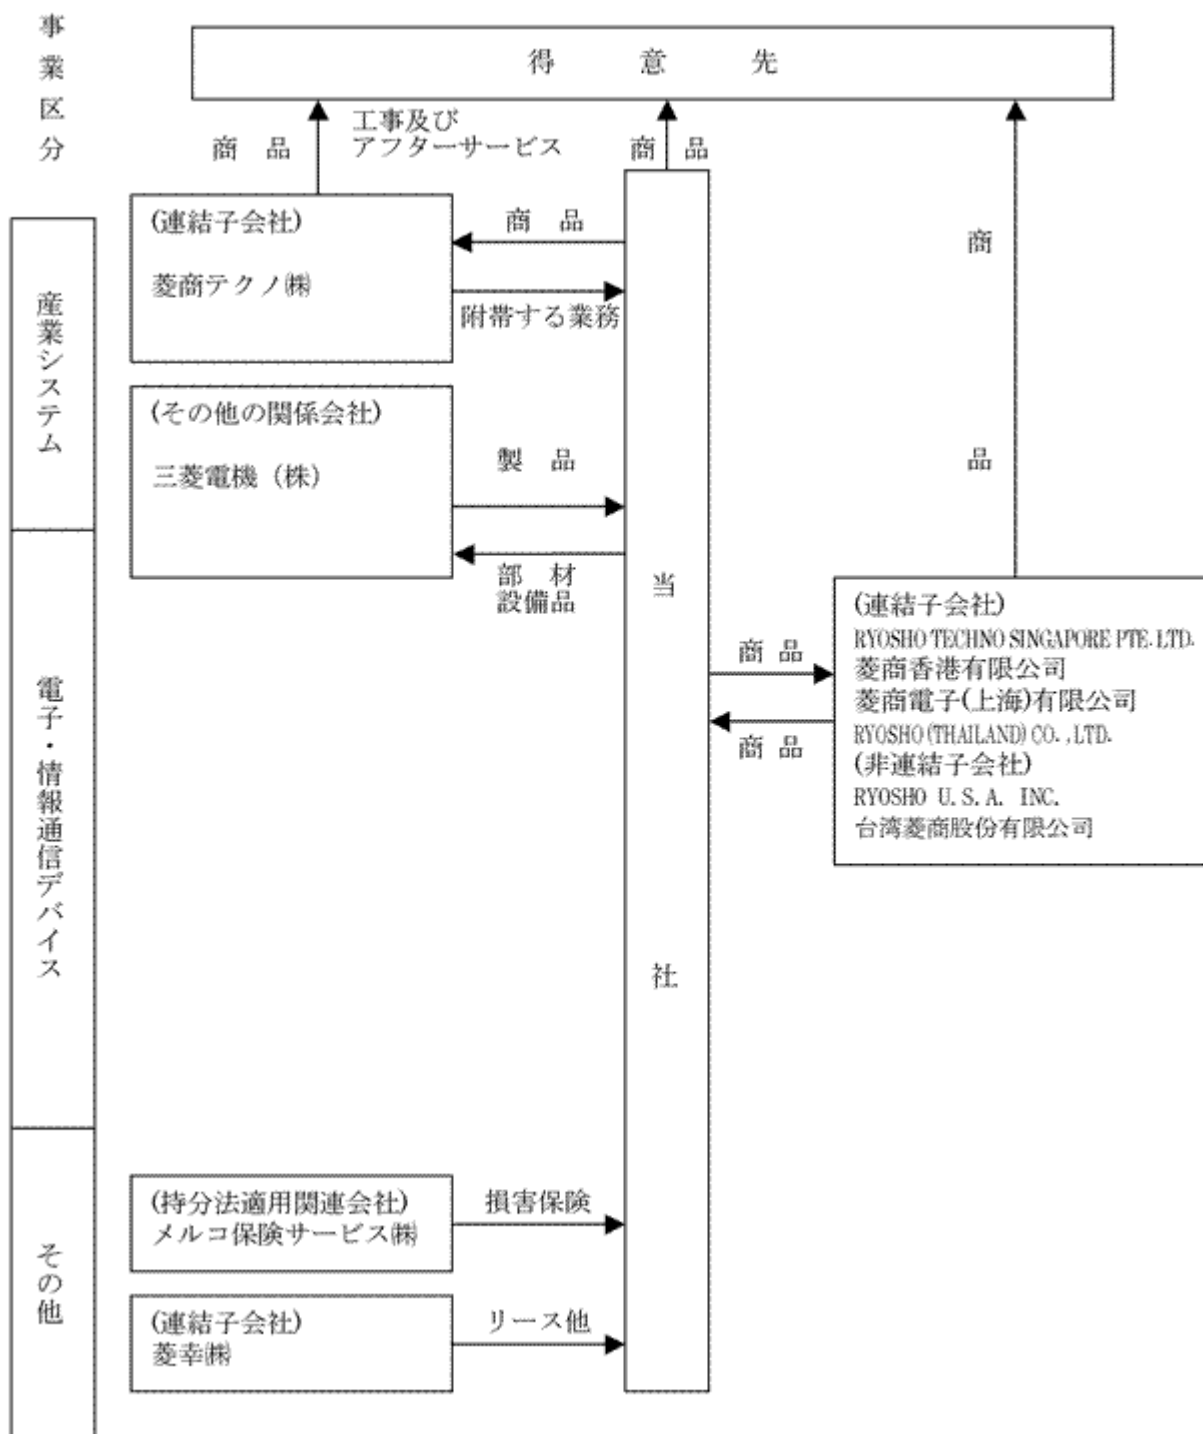 事業区分
得意先
商品
工事及び
アフターサービス
商品
商品
産業システム
(連結子会社)
菱商テクノ㈱
商品
附帯する業務
(その他の関係会社)
三菱電機（株）
製品
部材
設備品
当社
電子・情報通信デバイス
商品
商品
(連結子会社)
RYOSHO TECHNO SINGAPORE PTE.LTD.
菱商香港有限公司
菱商電子(上海)有限公司
RYOSHO(THAILAND)CO.,LTD.
(非連結子会社)
RYOSHO U.S.A. INC.
台湾菱商股份有限公司
その他
(持分法適用関連会社)
メルコ保険サービス㈱
損害保険
(連結子会社)
菱幸㈱
リース他